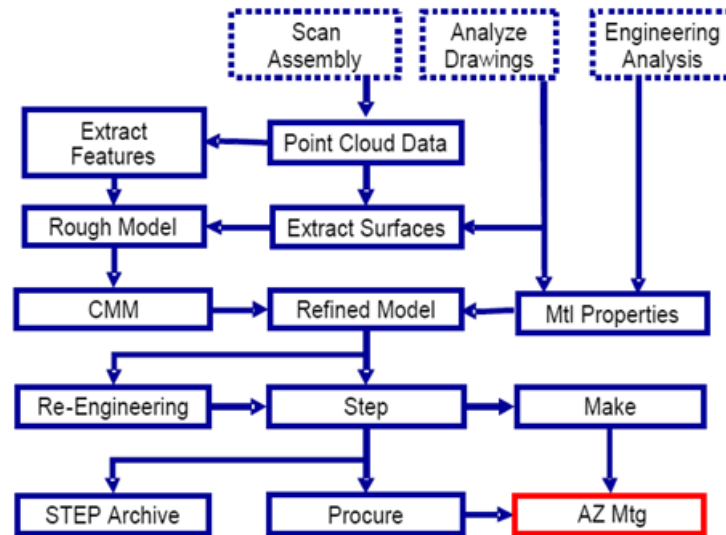 Scan
Assembly
Analyze
Drawings
Engineering
Analysis
Extract
Features
Point Cloud Data
Rough Model
Extract Surfaces
CMM
Refined Model
Mtl Properties
Re-Engineering
Step
Make
STEP Archive
Procure
AZ Mtg